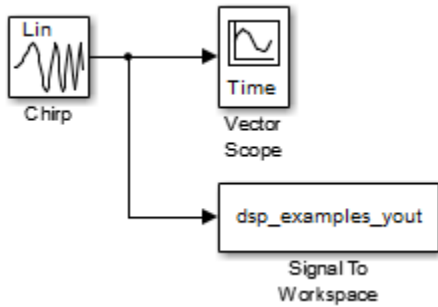 Lin
Chirp
Time
Vector
Scope
dsp_examples_yout
Signal To
Workspace